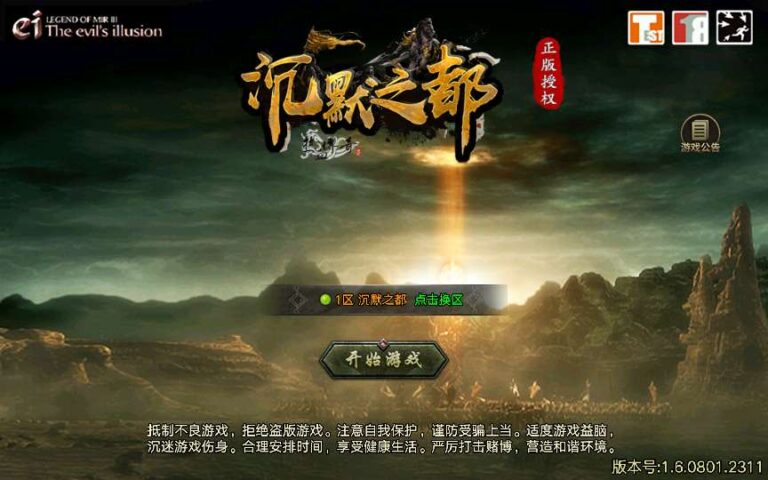 ei LEGEND OF MIR III
The evil's illusion
TEST
18
沉默之都
正版授权
游戏公告
1区 沉默之都 点击换区
开始游戏
抵制不良游戏，拒绝盗版游戏。注意自我保护，谨防受骗上当。适度游戏益脑，
沉迷游戏伤身。合理安排时间，享受健康生活。严厉打击赌博，营造和谐环境。
版本号:1.6.0801.2311